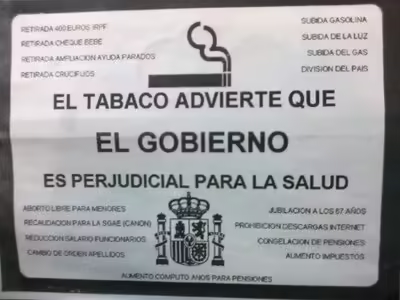 RETIRADA 400 EUROS IRPF
RETIRADA CHEQUE BEBE
RETIRADA AMPLIACION AYUDA PARADOS
RETIRADA CRUCIFIJOS
SUBIDA GASOLINA
SUBIDA DE LA LUZ
SUBIDA DEL GAS
DIVISION DEL PAIS
EL TABACO ADVIERTE QUE
EL GOBIERNO
ES PERJUDICIAL PARA LA SALUD
ABORTO LIBRE PARA MENORES
RECAUDACION PARA LA SGAE (CANON)
REDUCCION SALARIO FUNCIONARIOS
CAMBIO DE ORDEN APELLIDOS
JUBILACION A LOS 67 AÑOS
PROHIBICION DESCARGAS INTERNET
CONGELACION DE PENSIONES
AUMENTO IMPUESTOS
AUMENTO COMPUTO AÑOS PARA PENSIONES